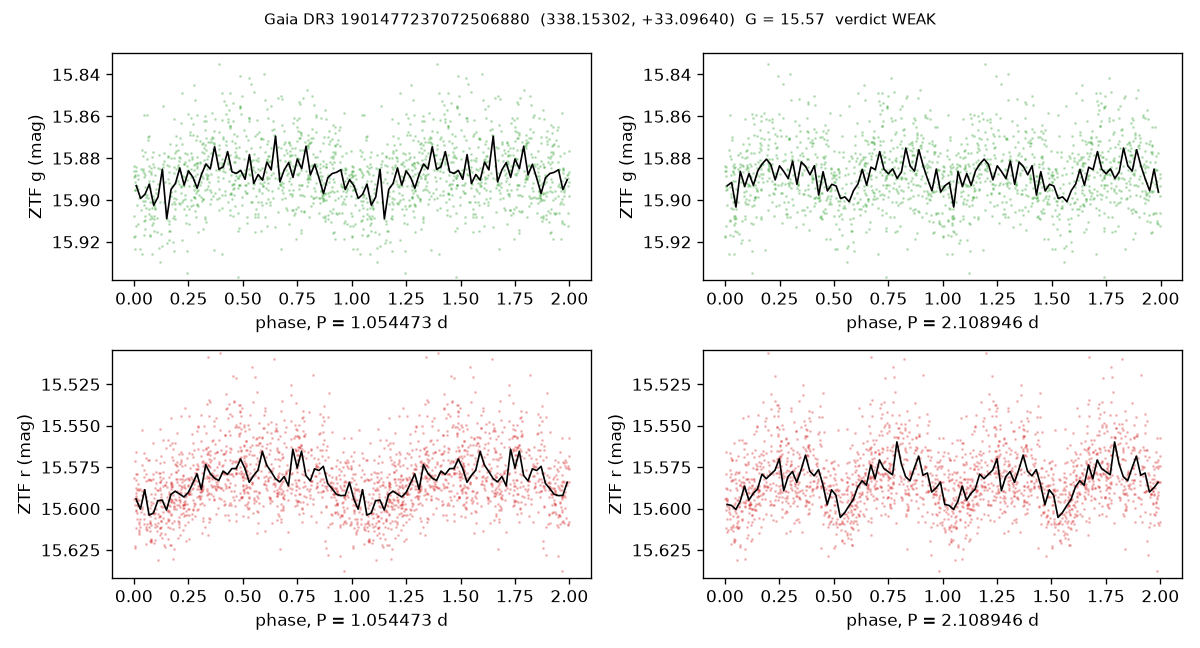 Gaia DR3 1901477237072506880 (338.15302, +33.09640) G = 15.57 verdict WEAK
ZTF g (mag)
15.84
15.86
15.88
15.90
15.92
0.00 0.25 0.50 0.75 1.00 1.25 1.50 1.75 2.00
phase, P = 1.054473 d
ZTF g (mag)
15.84
15.86
15.88
15.90
15.92
0.00 0.25 0.50 0.75 1.00 1.25 1.50 1.75 2.00
phase, P = 2.108946 d
ZTF r (mag)
15.525
15.550
15.575
15.600
15.625
0.00 0.25 0.50 0.75 1.00 1.25 1.50 1.75 2.00
phase, P = 1.054473 d
ZTF r (mag)
15.525
15.550
15.575
15.600
15.625
0.00 0.25 0.50 0.75 1.00 1.25 1.50 1.75 2.00
phase, P = 2.108946 d